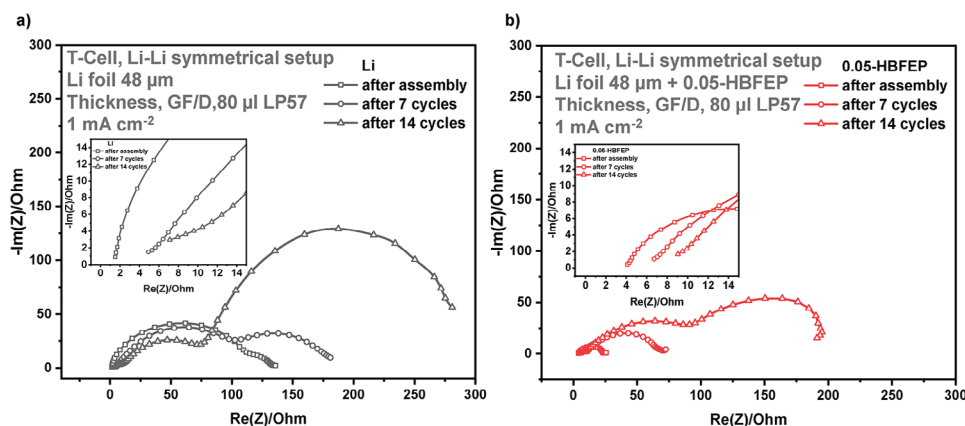 a)
T-Cell, Li-Li symmetrical setup
Li foil 48 µm
Thickness, GF/D,80 µl LP57
1 mA cm-2
Li
after assembly
after 7 cycles
after 14 cycles
-Im(Z)/Ohm
300
250
200
150
100
50
0
0 50 100 150 200 250 300
Re(Z)/Ohm
Li
after assembly
after 7 cycles
after 14 cycles
-Im(Z)/Ohm
14
12
10
8
6
4
2
0
0 2 4 6 8 10 12 14
Re(Z)/Ohm
b)
T-Cell, Li-Li symmetrical setup
Li foil 48 µm + 0.05-HBFEP
Thickness, GF/D, 80 µl LP57
1 mA cm-2
0.05-HBFEP
after assembly
after 7 cycles
after 14 cycles
-Im(Z)/Ohm
300
250
200
150
100
50
0
0 50 100 150 200 250 300
Re(Z)/Ohm
0.05-HBFEP
after assembly
after 7 cycles
after 14 cycles
-Im(Z)/Ohm
14
12
10
8
6
4
2
0
0 2 4 6 8 10 12 14
Re(Z)/Ohm